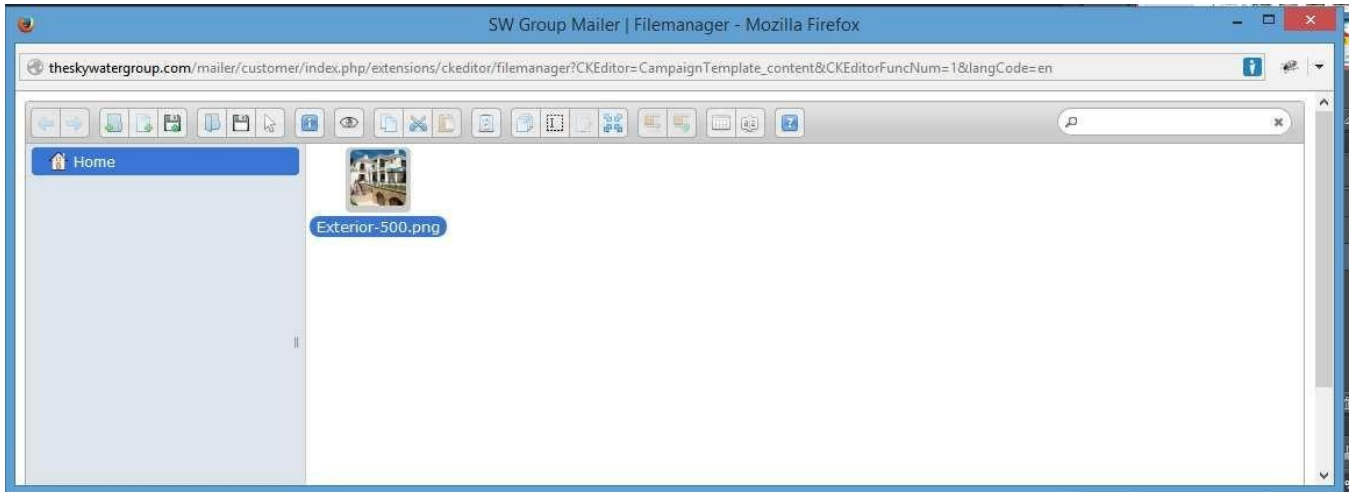 SW Group Mailer | Filemanager - Mozilla Firefox
theskywatergroup.com/mailer/customer/index.php/extensions/ckeditor/filemanager?CKEditor=CampaignTemplate_content&CKEditorFuncNum=1&langCode=en
Home
Exterior-500.png